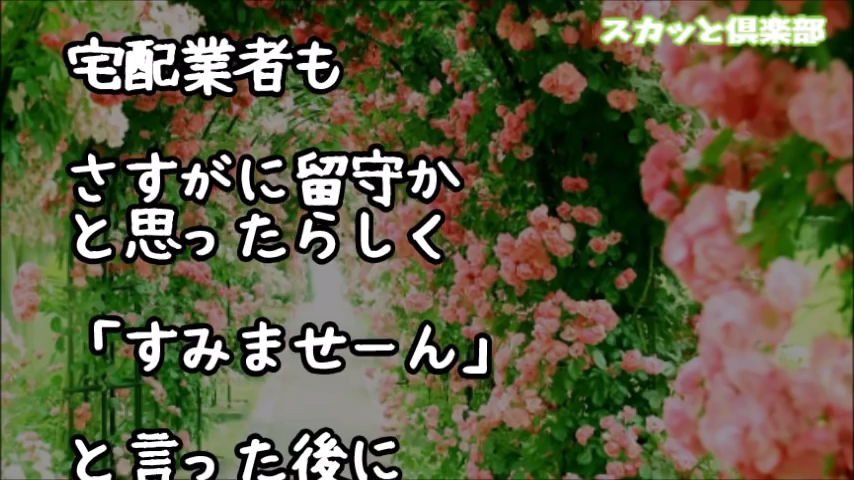 スカッと倶楽部
宅配業者も
さすがに留守か
と思ったらしく
「すみませーん」
と言った後に